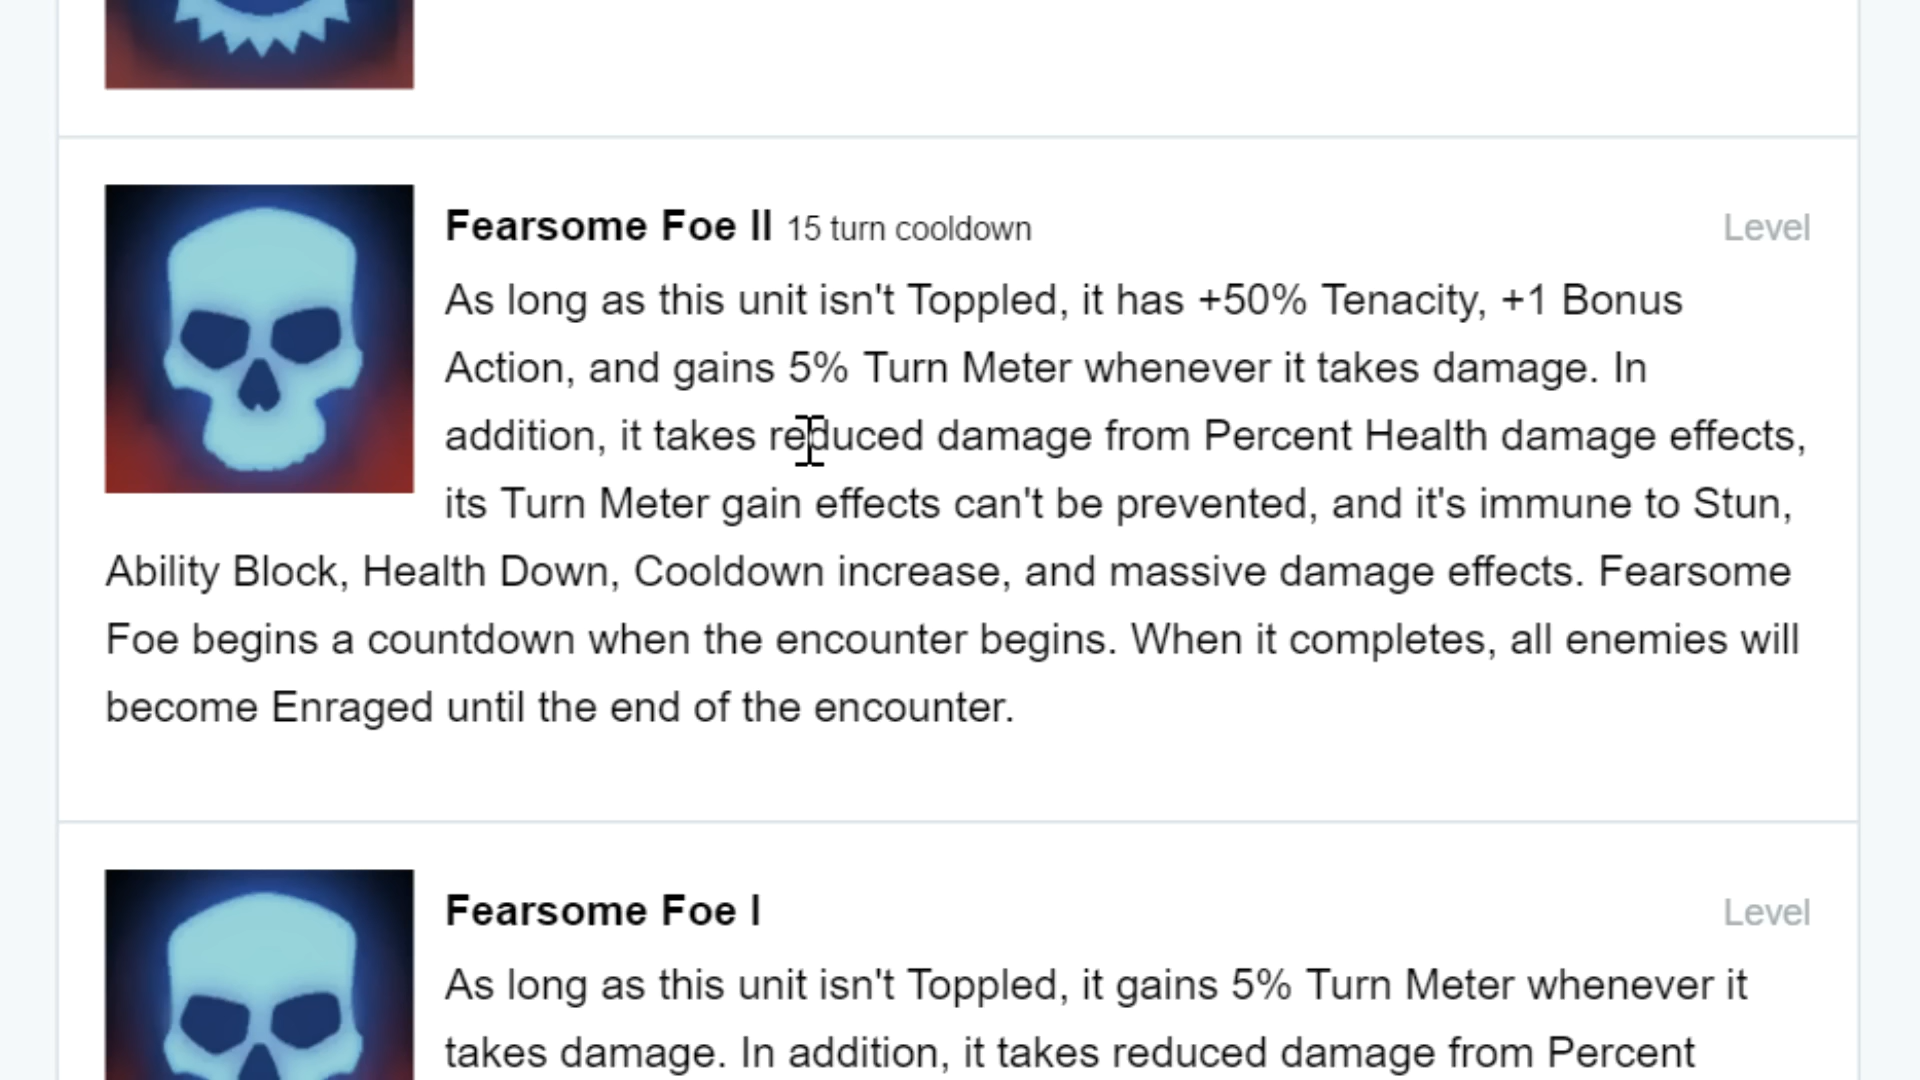 Fearsome Foe II 15 turn cooldown Level
As long as this unit isn't Toppled, it has +50% Tenacity, +1 Bonus
Action, and gains 5% Turn Meter whenever it takes damage. In
addition, it takes reduced damage from Percent Health damage effects,
its Turn Meter gain effects can't be prevented, and it's immune to Stun,
Ability Block, Health Down, Cooldown increase, and massive damage effects. Fearsome
Foe begins a countdown when the encounter begins. When it completes, all enemies will
become Enraged until the end of the encounter.
Fearsome Foe I Level
As long as this unit isn't Toppled, it gains 5% Turn Meter whenever it
takes damage. In addition, it takes reduced damage from Percent